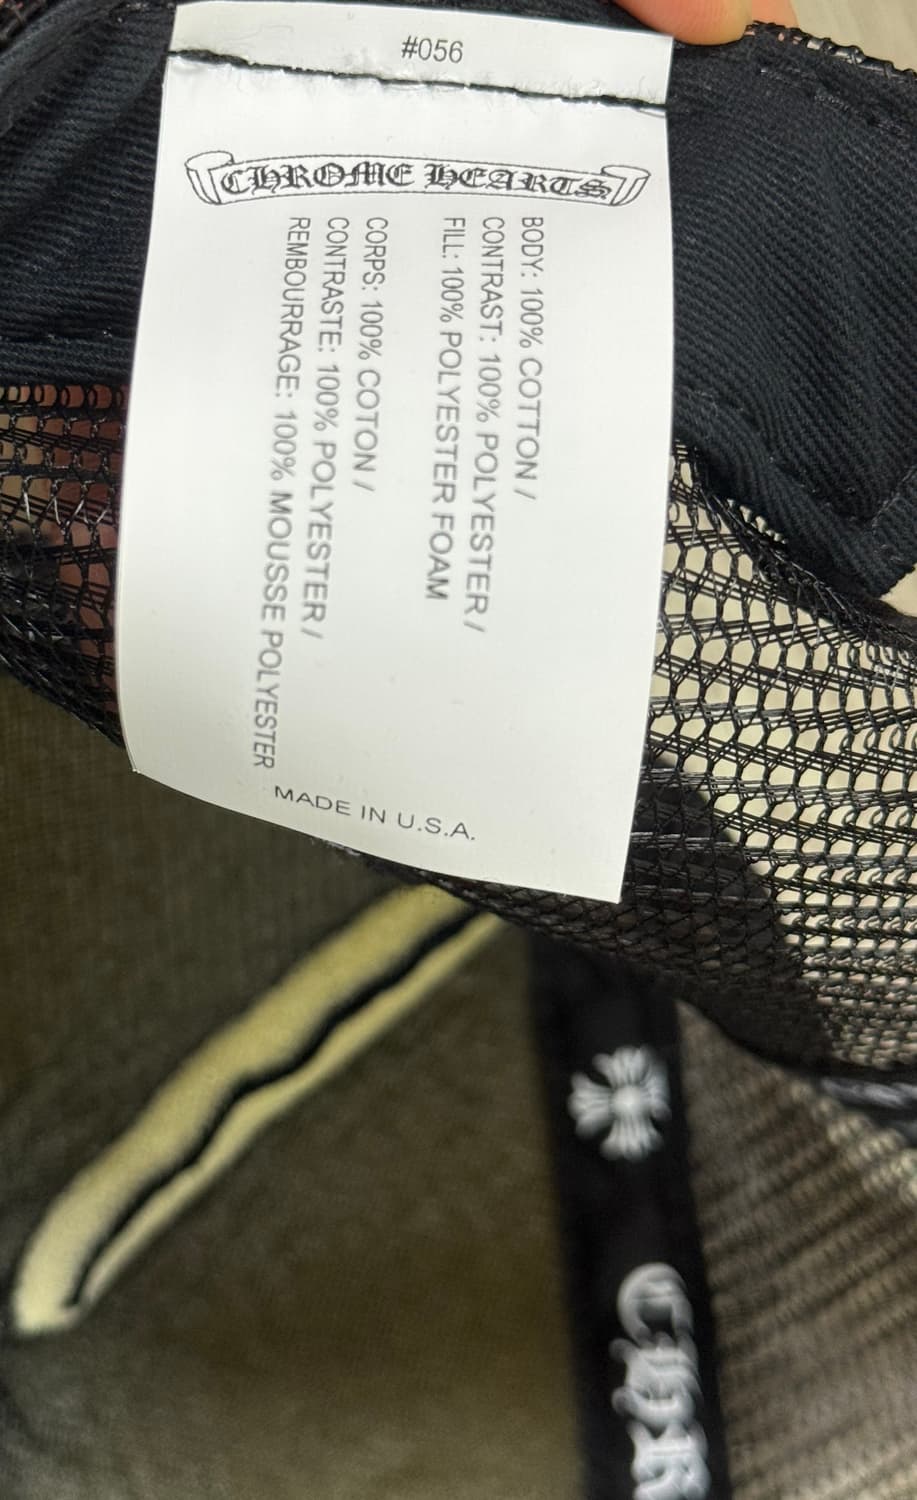 #056
CHROME HEARTS
BODY: 100% COTTON /
CONTRAST: 100% POLYESTER /
FILL: 100% POLYESTER FOAM
CORPS: 100% COTON /
CONTRASTE: 100% POLYESTER /
REMBOURRAGE: 100% MOUSSE POLYESTER
MADE IN U.S.A.
CHR